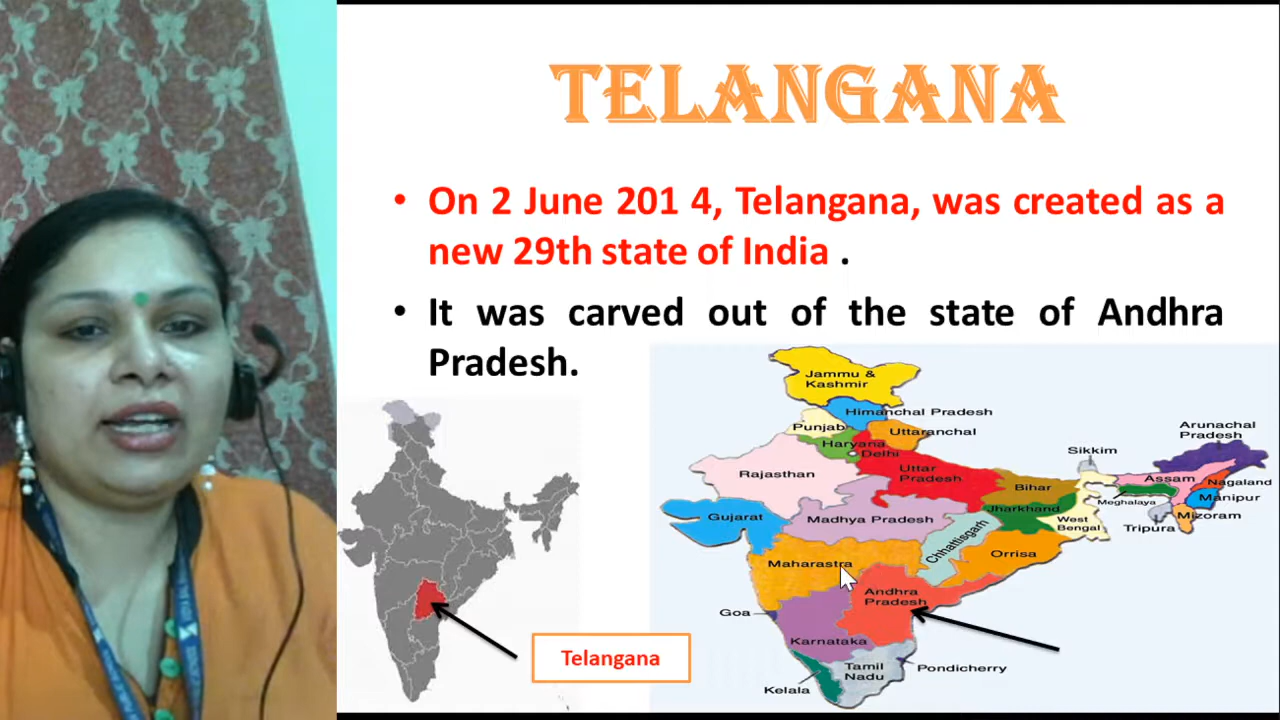 TELANGANA
• On 2 June 201 4, Telangana, was created as a
new 29th state of India .
• It was carved out of the state of Andhra
Pradesh.
Jammu &
Kashmir
Himanchal Pradesh
Punjab
Uttaranchal
Haryana
Delhi
Arunachal
Pradesh
Sikkim
Rajasthan
Uttar
Pradesh
Bihar
Assam
Nagaland
Meghalaya
Manipur
Jharkhand
Gujarat
Madhya Pradesh
West
Bengal
Mizoram
Tripura
Chhattisgarh
Orrisa
Maharastra
Andhra
Pradesh
Goa
Karnataka
Telangana
Tamil
Nadu
Pondicherry
Kelala